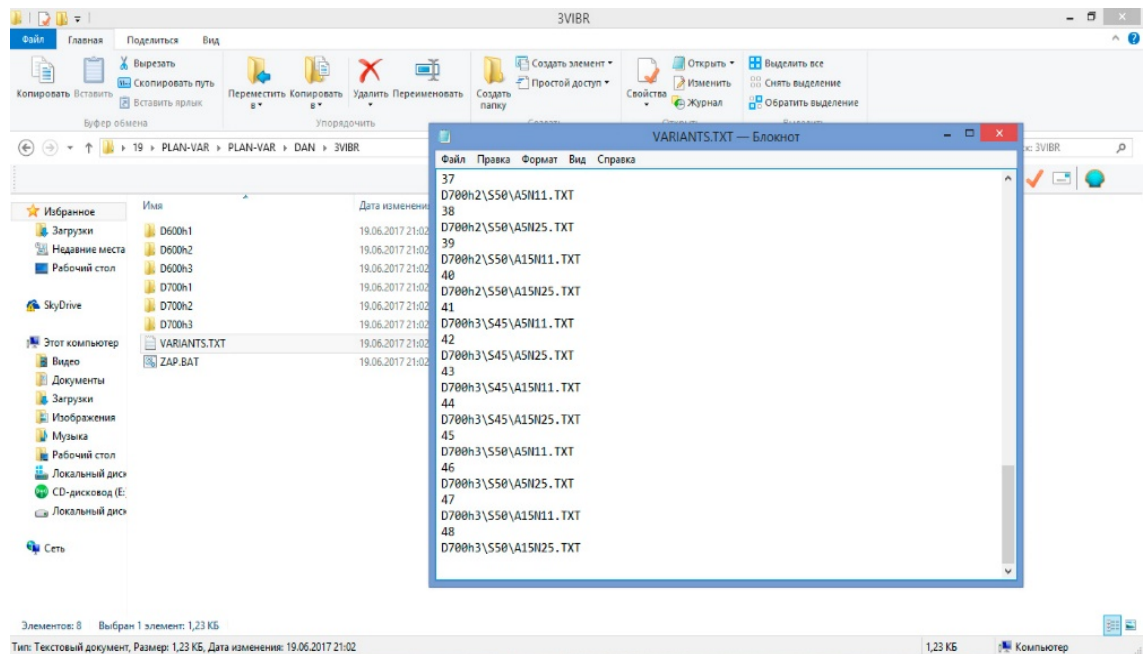 3VIBR
Файл Главная Поделиться Вид
Копировать Вставить
Вырезать
Скопировать путь
Вставить ярлык
Буфер обмена
Переместить в Копировать в Удалить Переименовать
Упорядочить
Создать папку
Создать элемент
Простой доступ
Создать
Свойства
Открыть
Изменить
Журнал
Открыть
Выделить все
Снять выделение
Обратить выделение
Выделить
19 PLAN-VAR PLAN-VAR DAN 3VIBR
3VIBR
Имя Дата изменени
Избранное
Загрузки
Недавние места
Рабочий стол
SkyDrive
Этот компьютер
Видео
Документы
Загрузки
Изображения
Музыка
Рабочий стол
Локальный дис
CD-дисковод (E:
Локальный дис
Сеть
D600h1 19.06.2017 21:02
D600h2 19.06.2017 21:02
D600h3 19.06.2017 21:02
D700h1 19.06.2017 21:02
D700h2 19.06.2017 21:02
D700h3 19.06.2017 21:02
VARIANTS.TXT 19.06.2017 21:02
ZAP.BAT 19.06.2017 21:02
VARIANTS.TXT — Блокнот
Файл Правка Формат Вид Справка
37
D700h2\S50\A5N11.TXT
38
D700h2\S50\A5N25.TXT
39
D700h2\S50\A15N11.TXT
40
D700h2\S50\A15N25.TXT
41
D700h3\S45\A5N11.TXT
42
D700h3\S45\A5N25.TXT
43
D700h3\S45\A15N11.TXT
44
D700h3\S45\A15N25.TXT
45
D700h3\S50\A5N11.TXT
46
D700h3\S50\A5N25.TXT
47
D700h3\S50\A15N11.TXT
48
D700h3\S50\A15N25.TXT
Элементов: 8 Выбран 1 элемент: 1,23 КБ
Тип: Текстовый документ, Размер: 1,23 КБ, Дата изменения: 19.06.2017 21:02
1,23 КБ
Компьютер